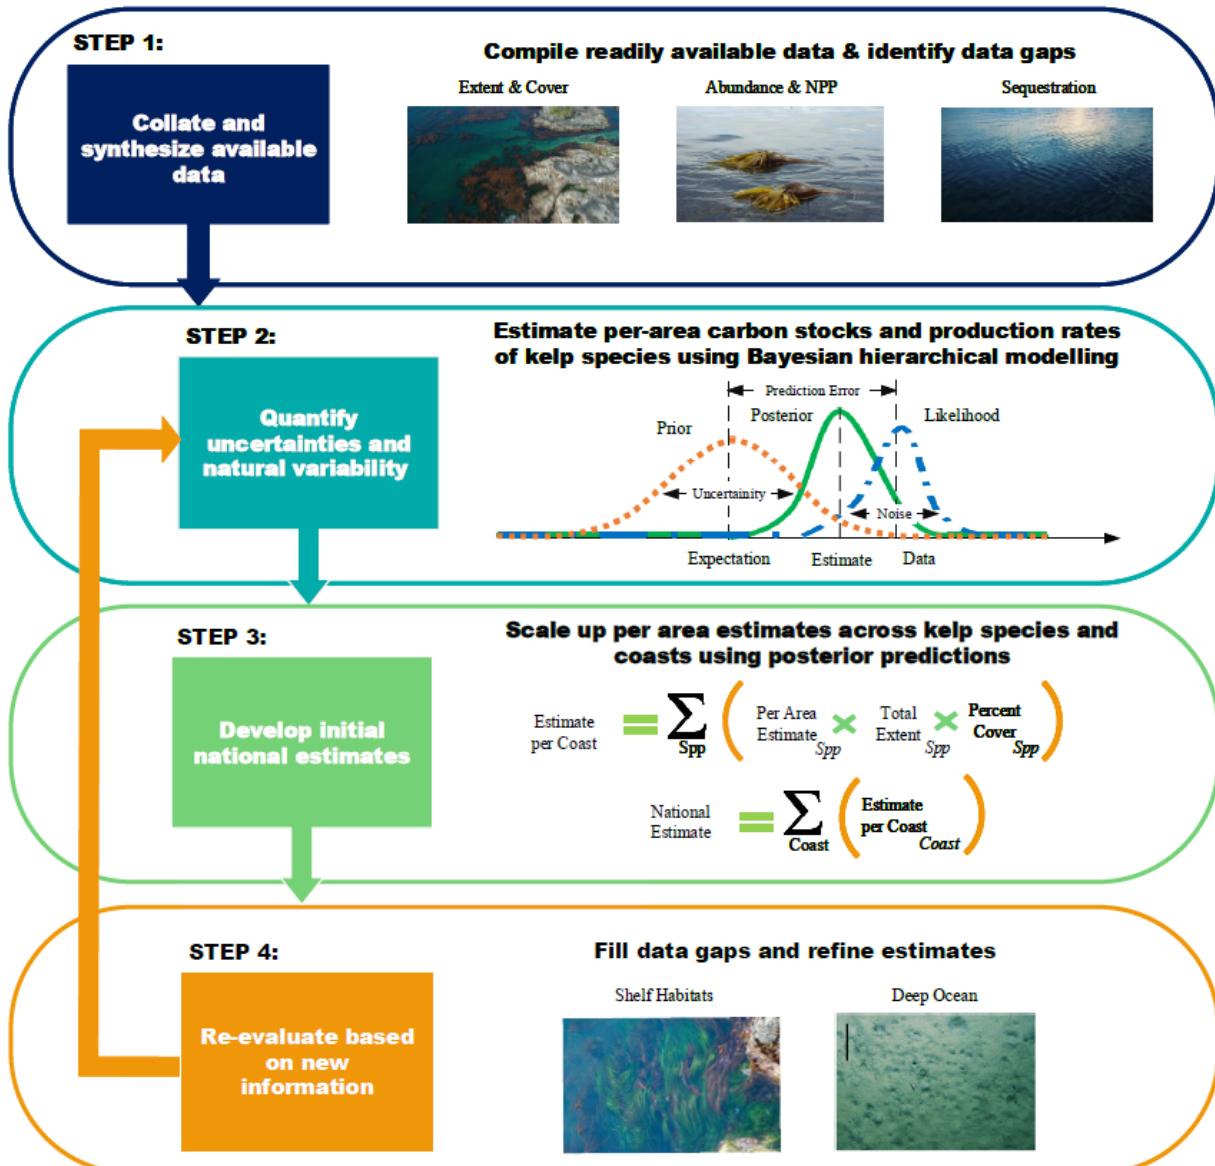 STEP 1:
Collate and
synthesize available
data
Compile readily available data & identify data gaps
Extent & Cover
Abundance & NPP
Sequestration
STEP 2:
Quantify
uncertainties and
natural variability
Estimate per-area carbon stocks and production rates
of kelp species using Bayesian hierarchical modelling
Prediction Error
Prior
Posterior
Likelihood
Uncertainity
Noise
Expectation
Estimate
Data
STEP 3:
Develop initial
national estimates
Scale up per area estimates across kelp species and
coasts using posterior predictions
Estimate
per Coast
=
Σ
Spp
(
Per Area
Estimate
Spp
×
Total
Extent
Spp
×
Percent
Cover
Spp
)
National
Estimate
=
Σ
Coast
(
Estimate
per Coast
Coast
)
STEP 4:
Re-evaluate based
on new
information
Fill data gaps and refine estimates
Shelf Habitats
Deep Ocean